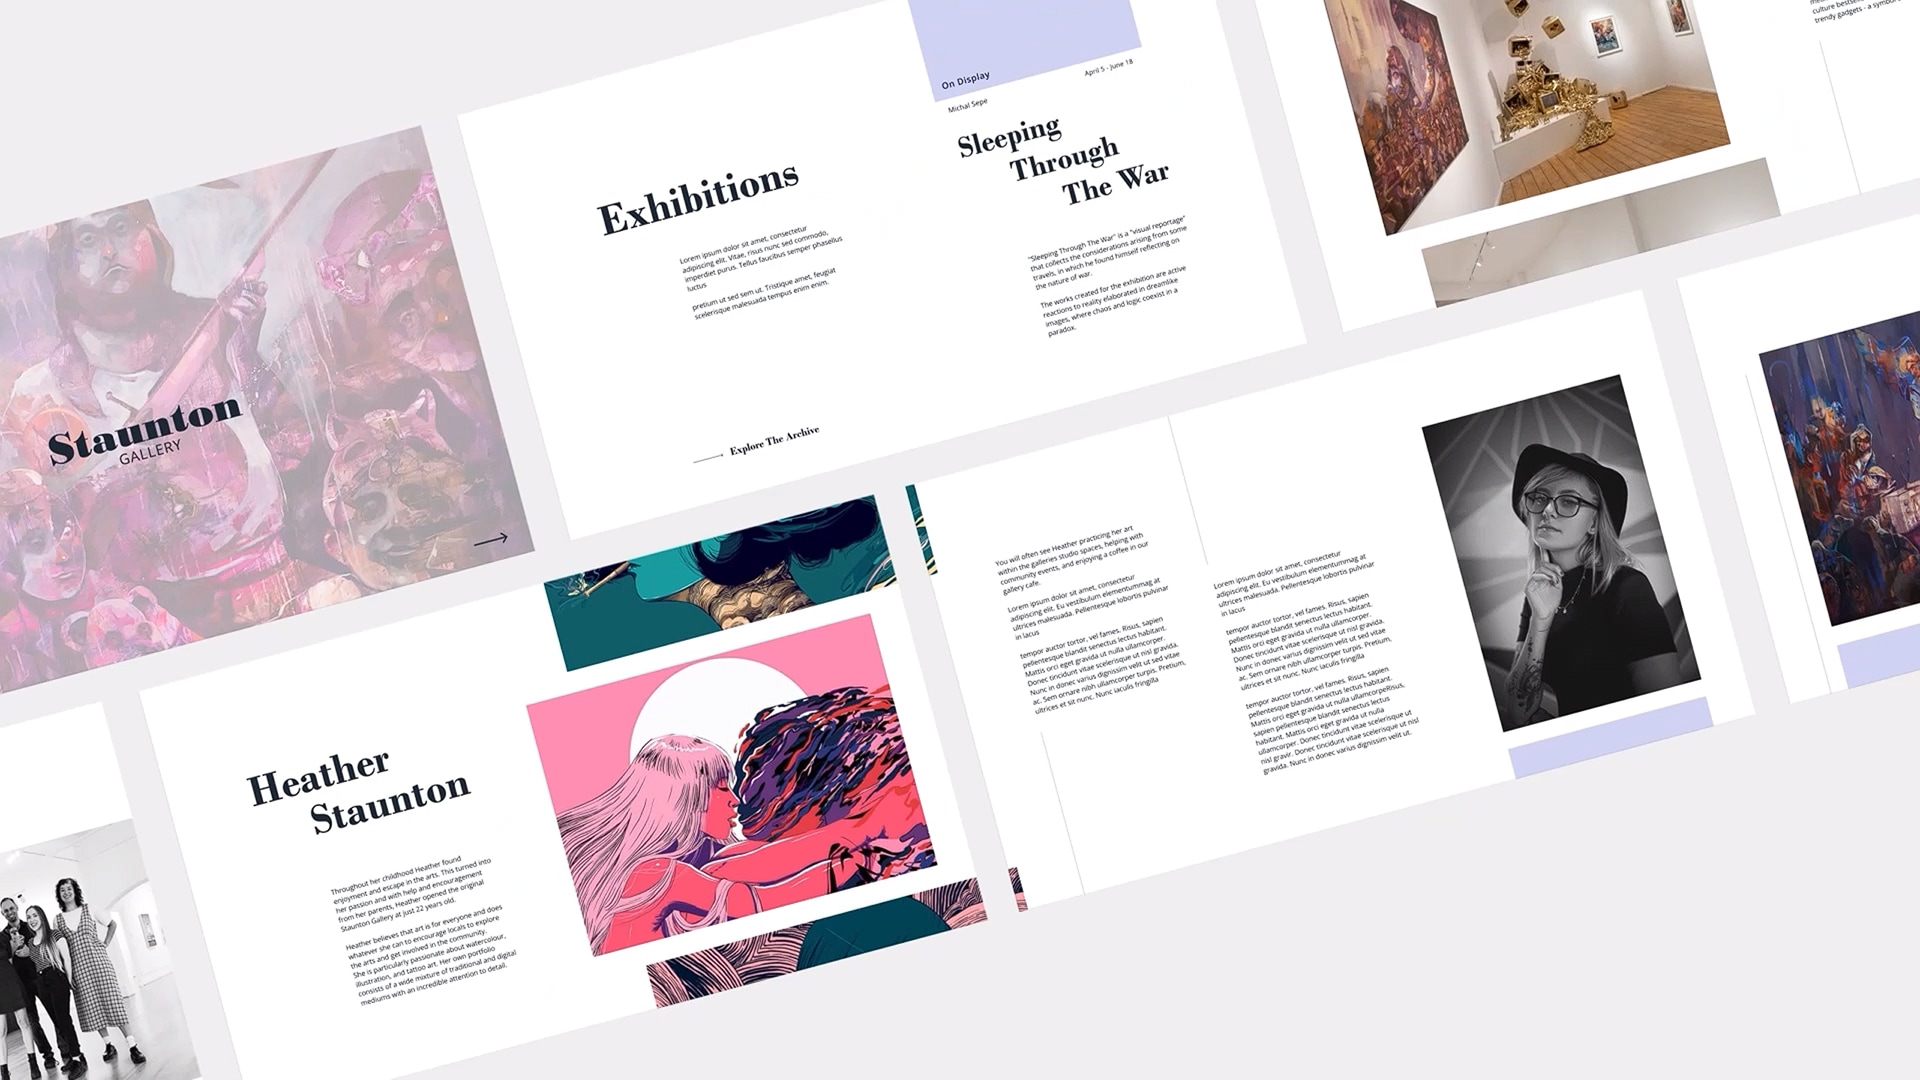 culture bestse
trendy gadgets - a symbo
On Display
April 5 - June 18
Michal Sepe
Sleeping
Through
The War
"Sleeping Through The War" is a "visual reportage"
that collects the considerations arising from some
travels, in which he found himself reflecting on
the nature of war.
The works created for the exhibition are active
reactions to reality elaborated in dreamlike
images, where chaos and logic coexist in a
paradox.
Exhibitions
Lorem ipsum dolor sit amet, consectetur
adipiscing elit. Vitae, risus nunc sed commodo,
imperdiet purus. Tellus faucibus semper phasellus
luctus
pretium ut sed sem ut. Tristique amet, feugiat
scelerisque malesuada tempus enim enim.
Explore The Archive
Staunton
GALLERY
You will often see Heather practicing her art
within the galleries studio spaces, helping with
community events, and enjoying a coffee in our
gallery cafe.
Lorem ipsum dolor sit amet, consectetur
adipiscing elit. Eu vestibulum elementummag at
ultrices malesuada. Pellentesque lobortis pulvinar
in lacus
tempor auctor tortor, vel fames. Risus, sapien
pellentesque blandit senectus lectus habitant.
Mattis orci eget gravida ut nulla ullamcorper.
Donec tincidunt vitae scelerisque ut nisl gravida.
Nunc in donec varius dignissim velit ut sed vitae
ac. Sem ornare nibh ullamcorper turpis. Pretium,
ultrices et sit nunc. Nunc iaculis fringilla
Lorem ipsum dolor sit amet, consectetur
adipiscing elit. Eu vestibulum elementummag at
ultrices malesuada. Pellentesque lobortis pulvinar
in lacus
tempor auctor tortor, vel fames. Risus, sapien
pellentesque blandit senectus lectus habitant.
Mattis orci eget gravida ut nulla ullamcorper.
Donec tincidunt vitae scelerisque ut nisl gravida.
Nunc in donec varius dignissim velit ut sed vitae
ac. Sem ornare nibh ullamcorper turpis. Pretium,
ultrices et sit nunc. Nunc iaculis fringilla
tempor auctor tortor, vel fames. Risus, sapien
pellentesque blandit senectus lectus habitant.
Mattis orci eget gravida ut nulla ullamcorpeRisus,
sapien pellentesque blandit senectus lectus
habitant. Mattis orci eget gravida ut nulla
ullamcorper. Donec tincidunt vitae scelerisque ut
nisl gravir. Donec tincidunt vitae scelerisque ut nisl
gravida. Nunc in donec varius dignissim velit ut.
Heather
Staunton
Throughout her childhood Heather found
enjoyment and escape in the arts. This turned into
her passion and with help and encouragement
from her parents, Heather opened the original
Staunton Gallery at just 22 years old.
Heather believes that art is for everyone and does
whatever she can to encourage locals to explore
the arts and get involved in the community.
She is particularly passionate about watercolour,
illustration, and tattoo art. Her own portfolio
consists of a wide mixture of traditional and digital
mediums with an incredible attention to detail.